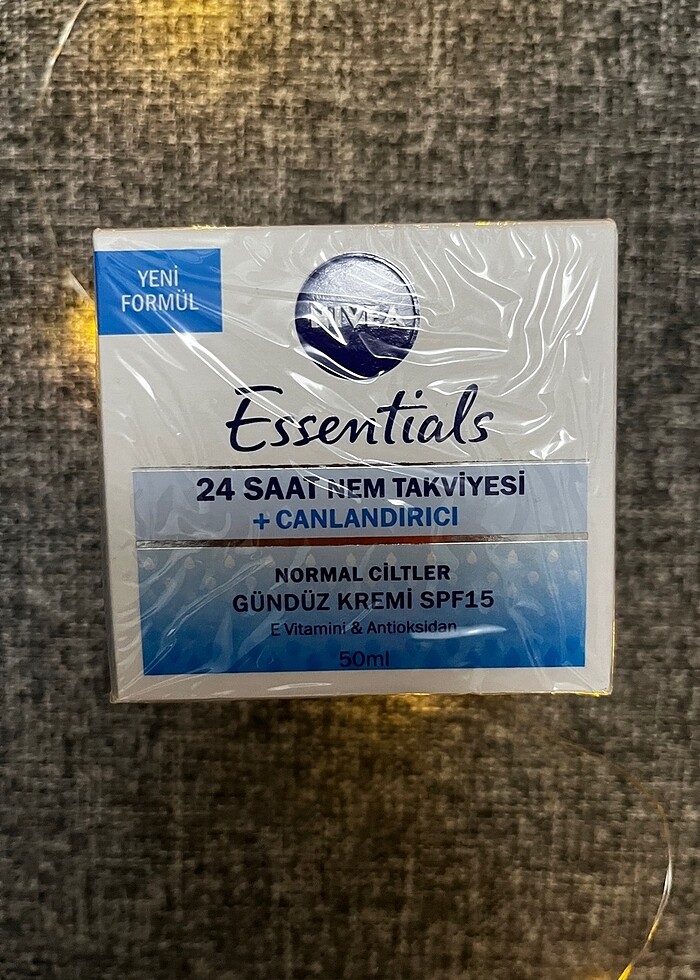 YENİ
FORMÜL
NIVEA
Essentials
24 SAAT NEM TAKVİYESİ
+ CANLANDIRICI
NORMAL CİLTLER
GÜNDÜZ KREMİ SPF15
E Vitamini & Antioksidan
50ml